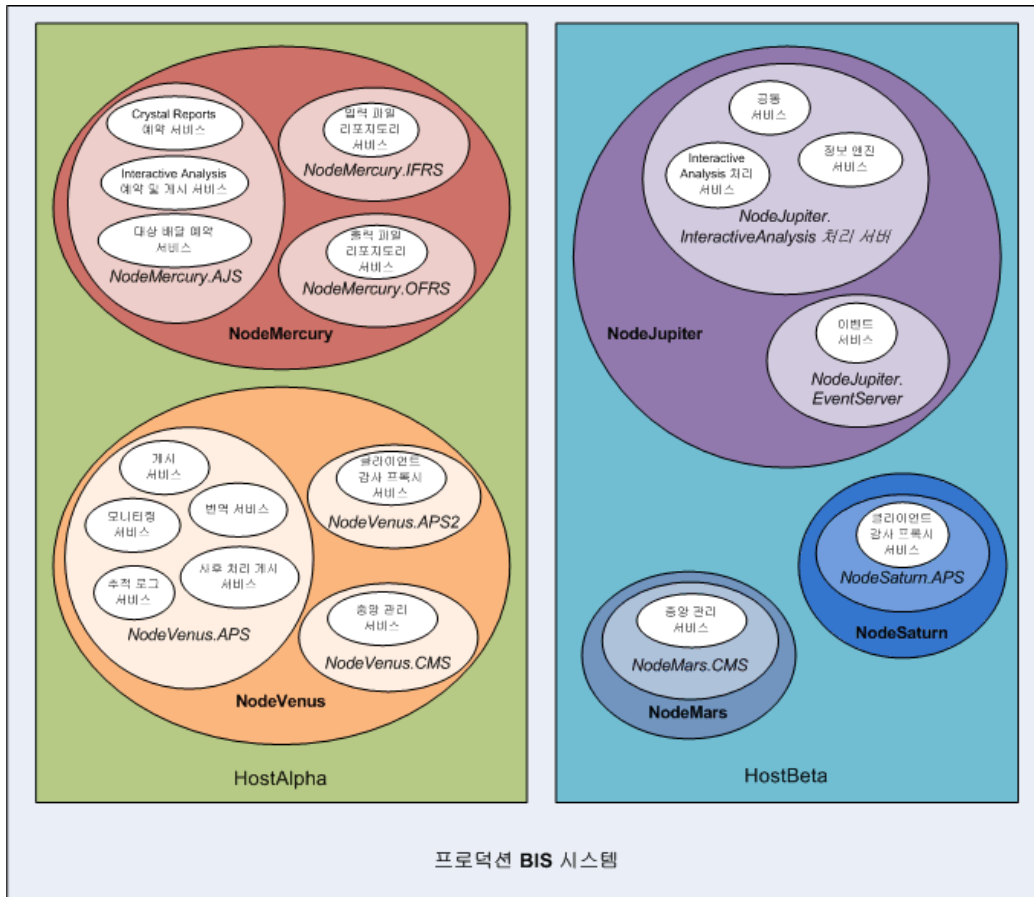 Crystal Reports
예약 서비스
Interactive Analysis
예약 및 게시 서비스
대상 배달 예약
서비스
NodeMercury.AJS
입력 파일
리포지토리
서비스
NodeMercury.IFRS
출력 파일
리포지토리
서비스
NodeMercury.OFRS
NodeMercury
게시
서비스
모니터링
서비스
번역 서비스
추적 로그
서비스
사후 처리 게시
서비스
NodeVenus.APS
클라이언트
감사 프록시
서비스
NodeVenus.APS2
중앙 관리
서비스
NodeVenus.CMS
NodeVenus
HostAlpha
공통
서비스
Interactive
Analysis 처리
서비스
정보 엔진
서비스
NodeJupiter.
InteractiveAnalysis 처리 서버
NodeJupiter
이벤트
서비스
NodeJupiter.
EventServer
클라이언트
감사 프록시
서비스
NodeSaturn.APS
NodeSaturn
중앙 관리
서비스
NodeMars.CMS
NodeMars
HostBeta
프로덕션 BIS 시스템